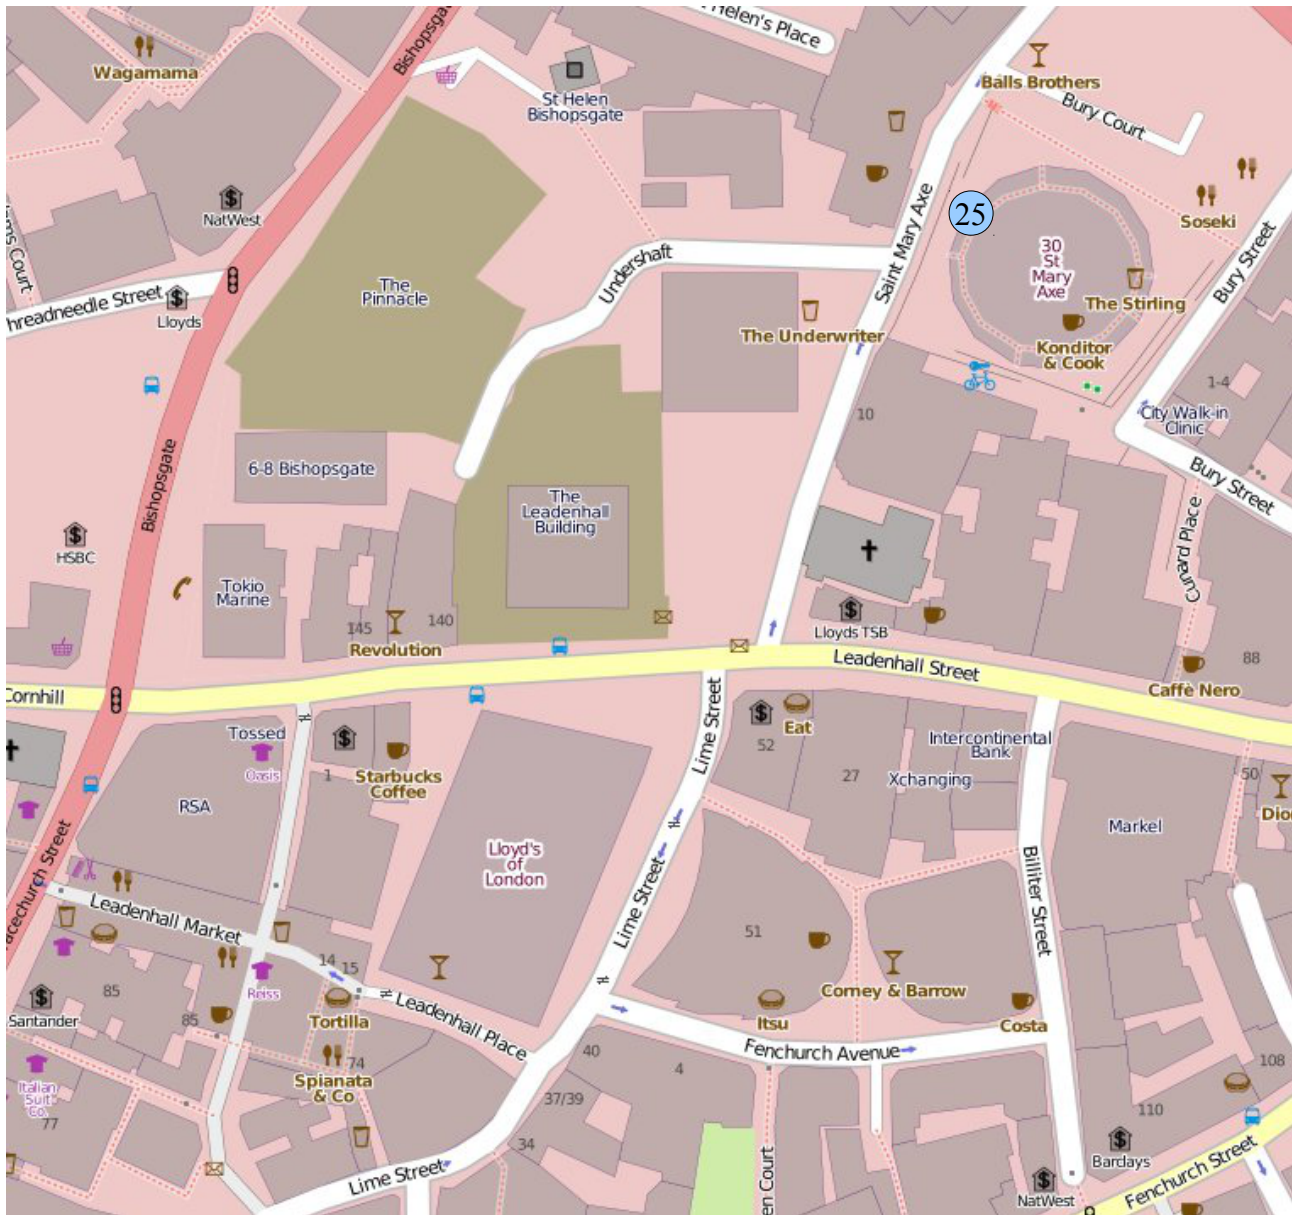 Helen's Place
Bishopsgate
Wagamama
Balls Brothers
St Helen
Bishopsgate
Bury Court
NatWest
25
Saint Mary Axe
Soseki
Bury Street
30
St
Mary
Axe
Undershaft
The
Pinnacle
The Stirling
Lloyds
The Underwriter
Konditor
& Cook
1-4
10
City Walk-in
Clinic
Bishopsgate
6-8 Bishopsgate
The
Leadenhall
Building
Bury Street
Cunard Place
HSBC
Tokio
Marine
145
140
Revolution
Lloyds TSB
Leadenhall Street
88
Caffè Nero
Cornhill
Lime Street
Tossed
Oasis
1
Starbucks
Coffee
52
Eat
27
Intercontinental
Bank
Xchanging
50
RSA
Markel
Lloyd's
of
London
Billiter Street
Leadenhall Market
Lime Street
51
14
15
85
Reiss
Corney & Barrow
Santander
85
Tortilla
Leadenhall Place
Itsu
Costa
Fenchurch Avenue
40
4
74
Spianata
& Co
108
Italian
Suit
Co.
77
37/39
34
110
Barclays
Lime Street
NatWest
Fenchurch Street